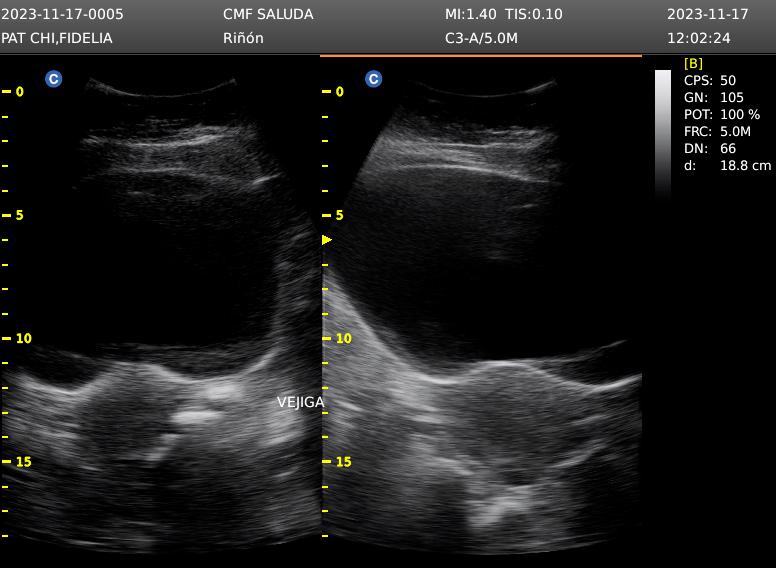 2023-11-17-0005 CMF SALUDA MI:1.40 TIS:0.10 2023-11-17
PAT CHI,FIDELIA Riñón C3-A/5.0M 12:02:24
C
C
[B]
CPS: 50
GN: 105
POT: 100 %
FRC: 5.0M
DN: 66
d: 18.8 cm
0
5
10
15
0
5
10
15
VEJIGA